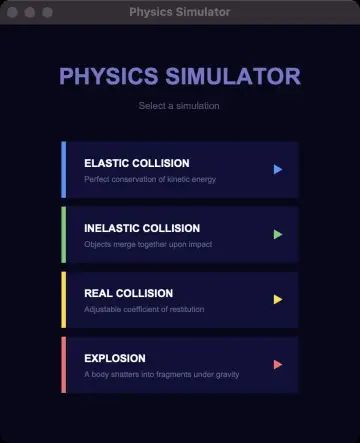 Physics Simulator
PHYSICS SIMULATOR
Select a simulation
ELASTIC COLLISION
Perfect conservation of kinetic energy
INELASTIC COLLISION
Objects merge together upon impact
REAL COLLISION
Adjustable coefficient of restitution
EXPLOSION
A body shatters into fragments under gravity